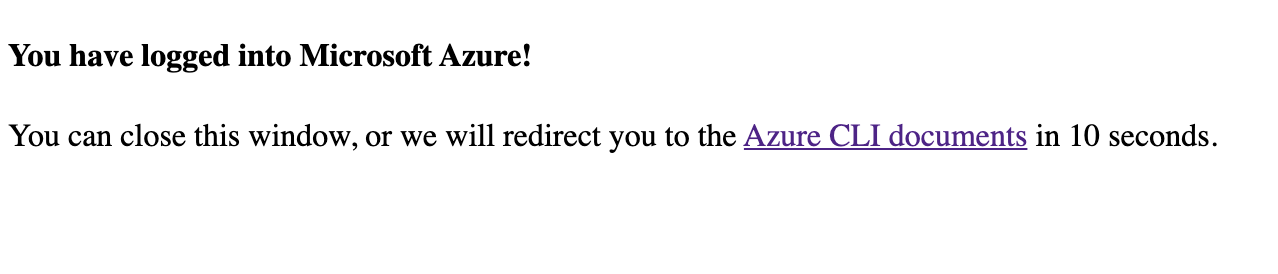 You have logged into Microsoft Azure!
You can close this window, or we will redirect you to the Azure CLI documents in 10 seconds.